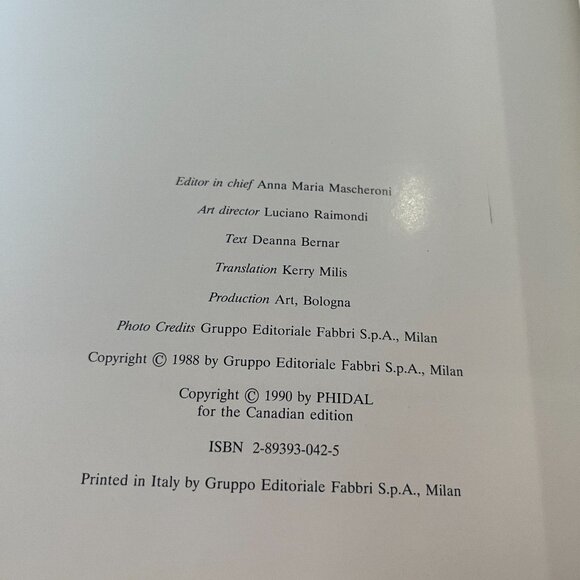 Editor in chief Anna Maria Mascheroni
Art director Luciano Raimondi
Text Deanna Bernar
Translation Kerry Milis
Production Art, Bologna
Photo Credits Gruppo Editoriale Fabbri S.p.A., Milan
Copyright © 1988 by Gruppo Editoriale Fabbri S.p.A., Milan
Copyright © 1990 by PHIDAL
for the Canadian edition
ISBN 2-89393-042-5
Printed in Italy by Gruppo Editoriale Fabbri S.p.A., Milan